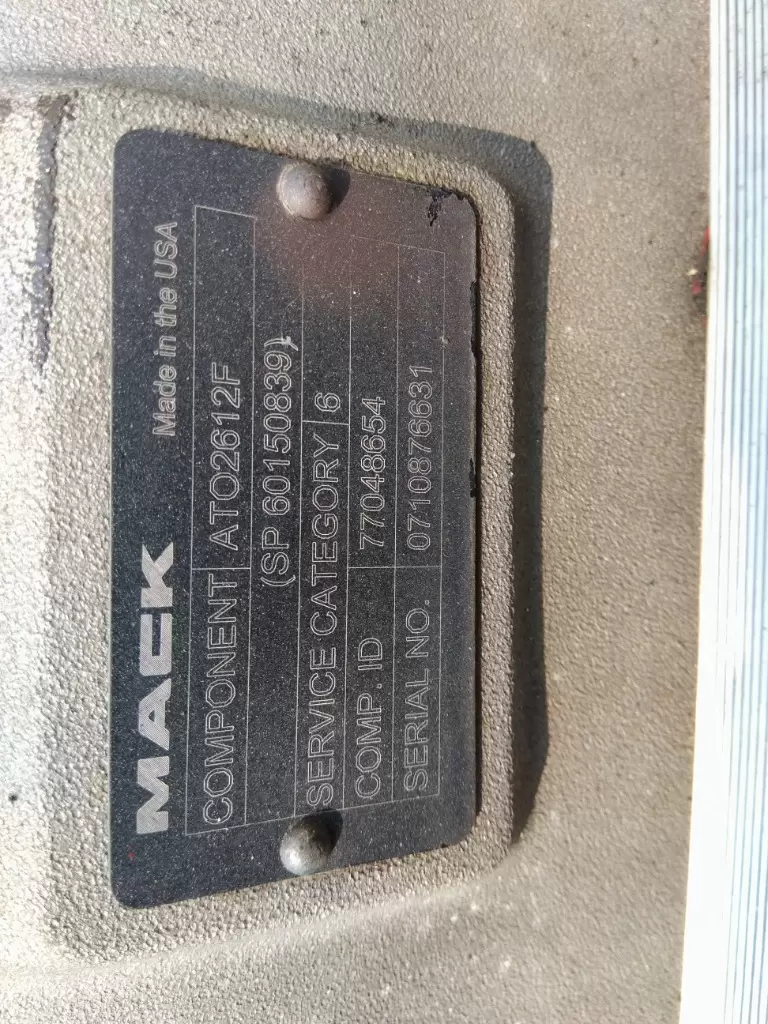 MACK Made in the USA
COMPONENT ATO2612F
(SP 60150839)
SERVICE CATEGORY 6
COMP. ID 77048654
SERIAL NO. 0710876631